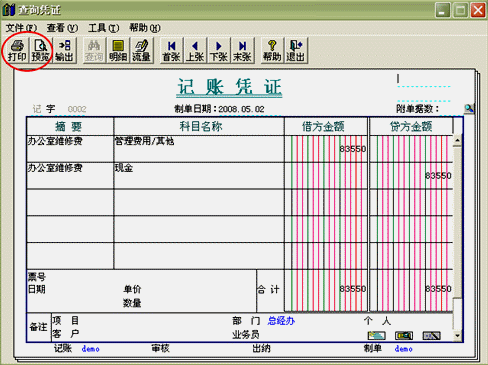 查询凭证
文件(F) 查看(V) 工具(T) 帮助(H)
打印 预览 输出 查询 明细 流量 首张 上张 下张 末张 帮助 退出
记 账 凭 证
记 字 0002 制单日期：2008.05.02 附单据数：
摘 要 科目名称 借方金额 贷方金额
办公室维修费 管理费用/其他 83550
办公室维修费 现金 83550
票号
日期 单价 合 计 83550 83550
数量
备注 项 目 部 门 总经办 个 人
客 户 业务员
记账 demo 审核 出纳 制单 demo